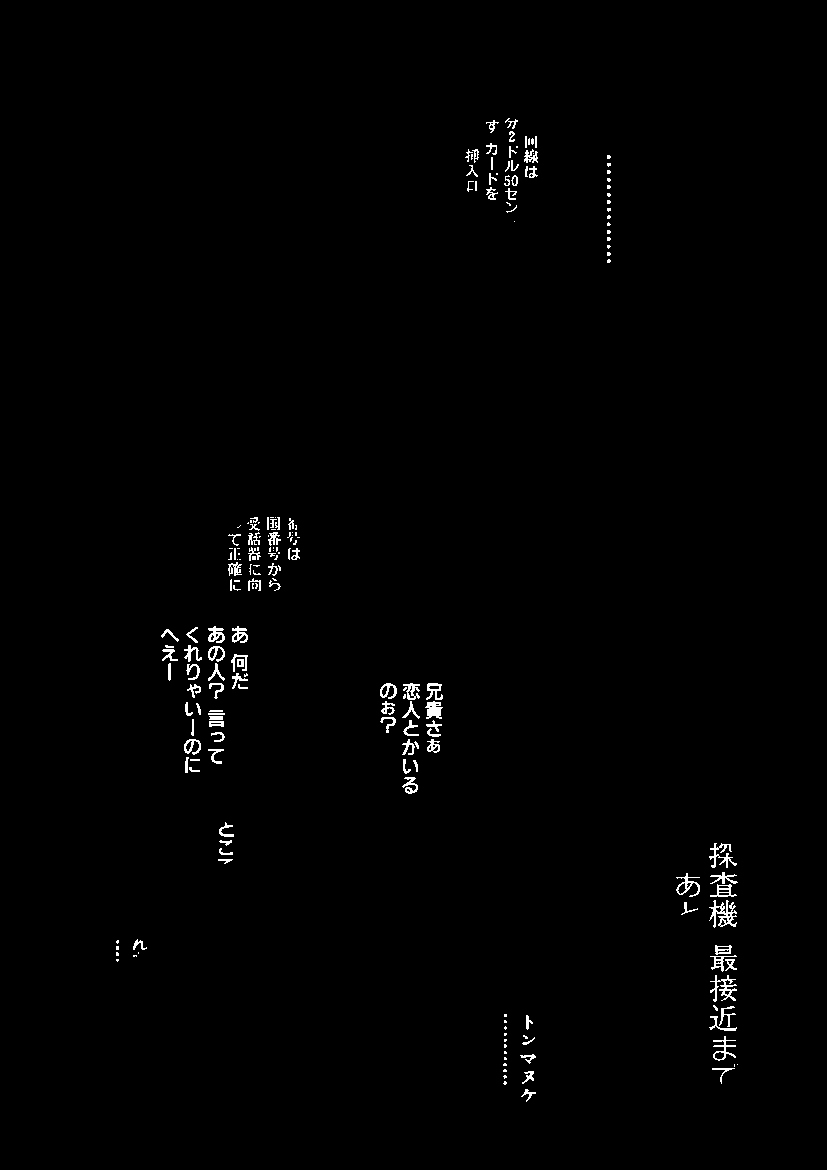 …………
回線は
分2ドル50セン
す カードを
挿入口
番号は
国番号から
受話器に向
て正確に
兄貴さぁ
恋人とかいる
のぉ?
あ 何だ
あの人? 言って
くれりゃいーのに
へえー
とこ
探査機 最接近まで
あと
トンマヌケ
…………
れ
……